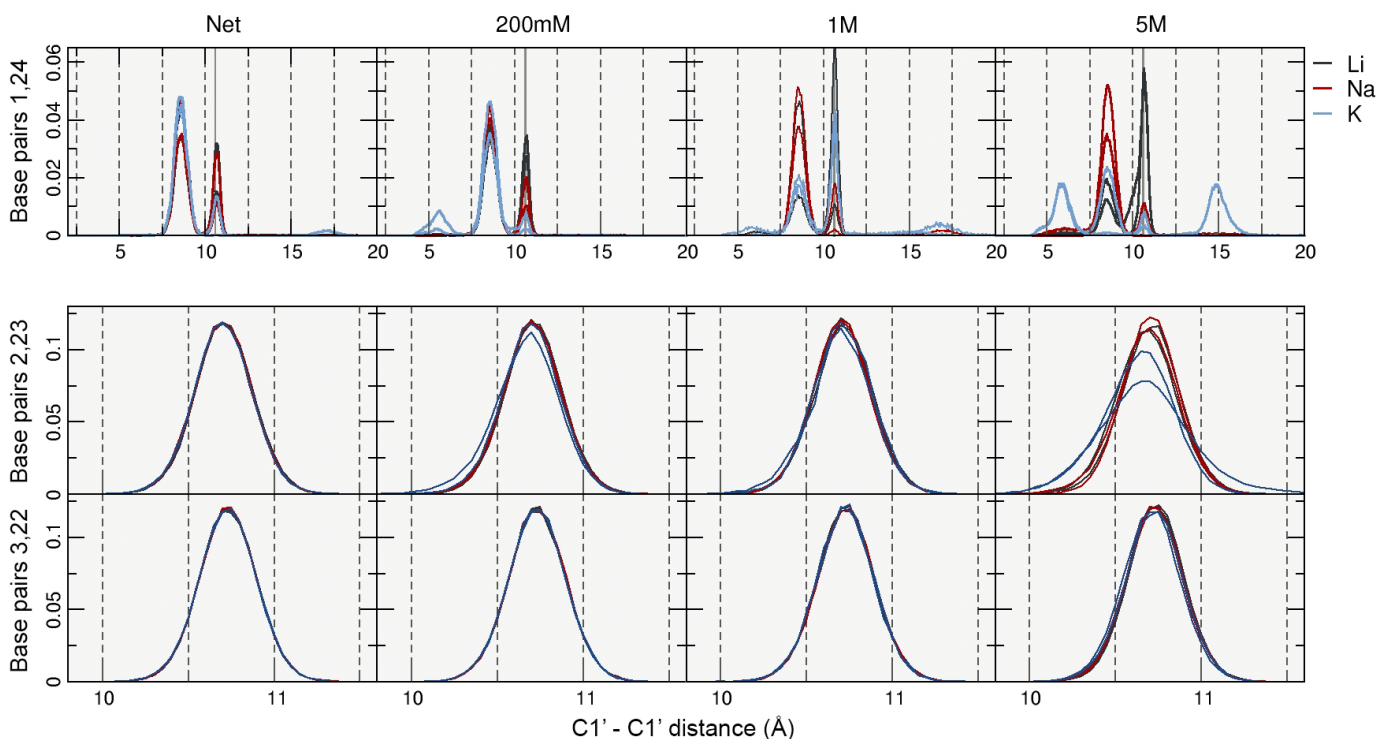 Net 200mM 1M 5M
Base pairs 1,24
0 0.02 0.04 0.06
5 10 15 20 5 10 15 20 5 10 15 20 5 10 15 20
Li
Na
K
Base pairs 2,23
0 0.05 0.1
Base pairs 3,22
0 0.05 0.1
10 11 10 11 10 11 10 11
C1’ - C1’ distance (Å)